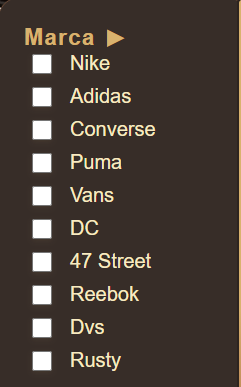 Marca ▶
Nike
Adidas
Converse
Puma
Vans
DC
47 Street
Reebok
Dvs
Rusty